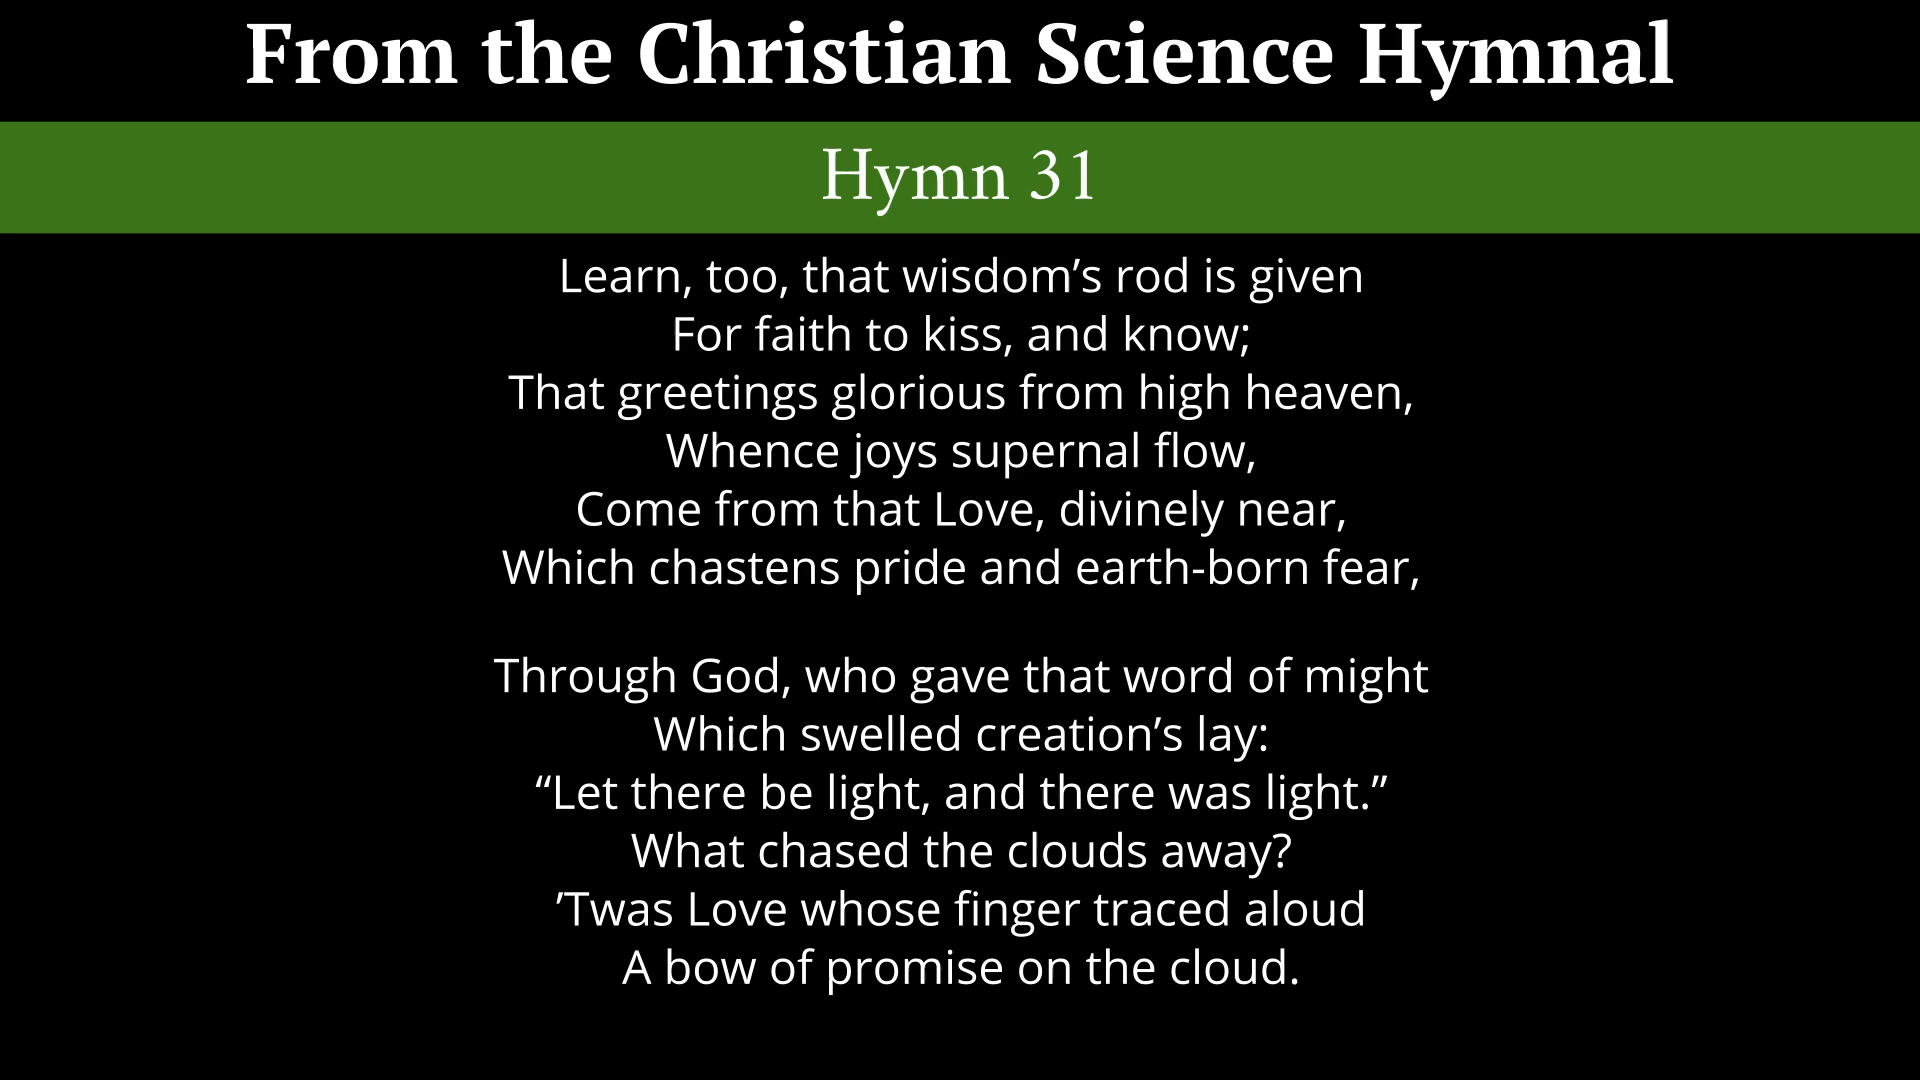 From the Christian Science Hymnal
Hymn 31
Learn, too, that wisdom’s rod is given
For faith to kiss, and know;
That greetings glorious from high heaven,
Whence joys supernal flow,
Come from that Love, divinely near,
Which chastens pride and earth-born fear,
Through God, who gave that word of might
Which swelled creation’s lay:
“Let there be light, and there was light.”
What chased the clouds away?
’Twas Love whose finger traced aloud
A bow of promise on the cloud.